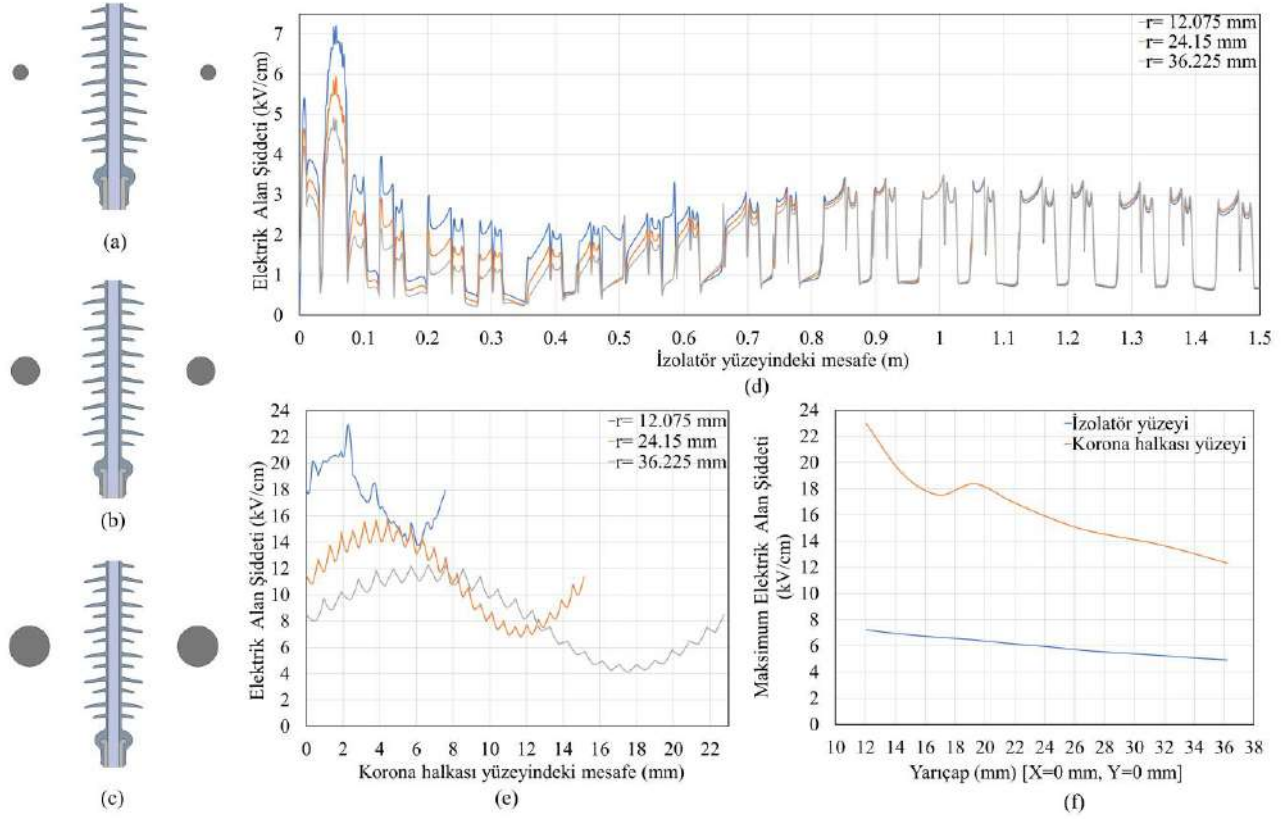 (a)
(b)
(c)
Elektrik Alan Şiddeti (kV/cm)
7
6
5
4
3
2
1
0
0 0.1 0.2 0.3 0.4 0.5 0.6 0.7 0.8 0.9 1 1.1 1.2 1.3 1.4 1.5
r= 12.075 mm
r= 24.15 mm
r= 36.225 mm
İzolatör yüzeyindeki mesafe (m)
(d)
Elektrik Alan Şiddeti (kV/cm)
24
22
20
18
16
14
12
10
8
6
4
2
0
0 2 4 6 8 10 12 14 16 18 20 22
r= 12.075 mm
r= 24.15 mm
r= 36.225 mm
Korona halkası yüzeyindeki mesafe (mm)
(e)
Maksimum Elektrik Alan Şiddeti
(kV/cm)
24
22
20
18
16
14
12
10
8
6
4
2
0
10 12 14 16 18 20 22 24 26 28 30 32 34 36 38
İzolatör yüzeyi
Korona halkası yüzeyi
Yarıçap (mm) [X=0 mm, Y=0 mm]
(f)